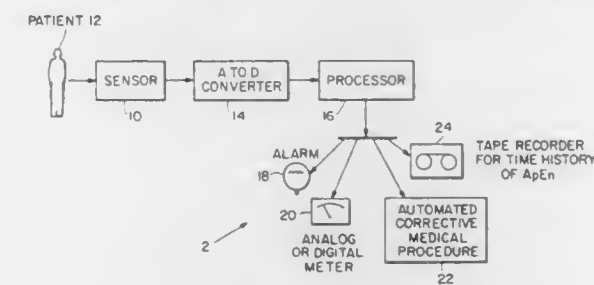 PATIENT 12
SENSOR
10
A TO D
CONVERTER
14
PROCESSOR
16
24
TAPE RECORDER
FOR TIME HISTORY
OF ApEn
ALARM
18
20
ANALOG
OR DIGITAL
METER
AUTOMATED
CORRECTIVE
MEDICAL
PROCEDURE
22
2